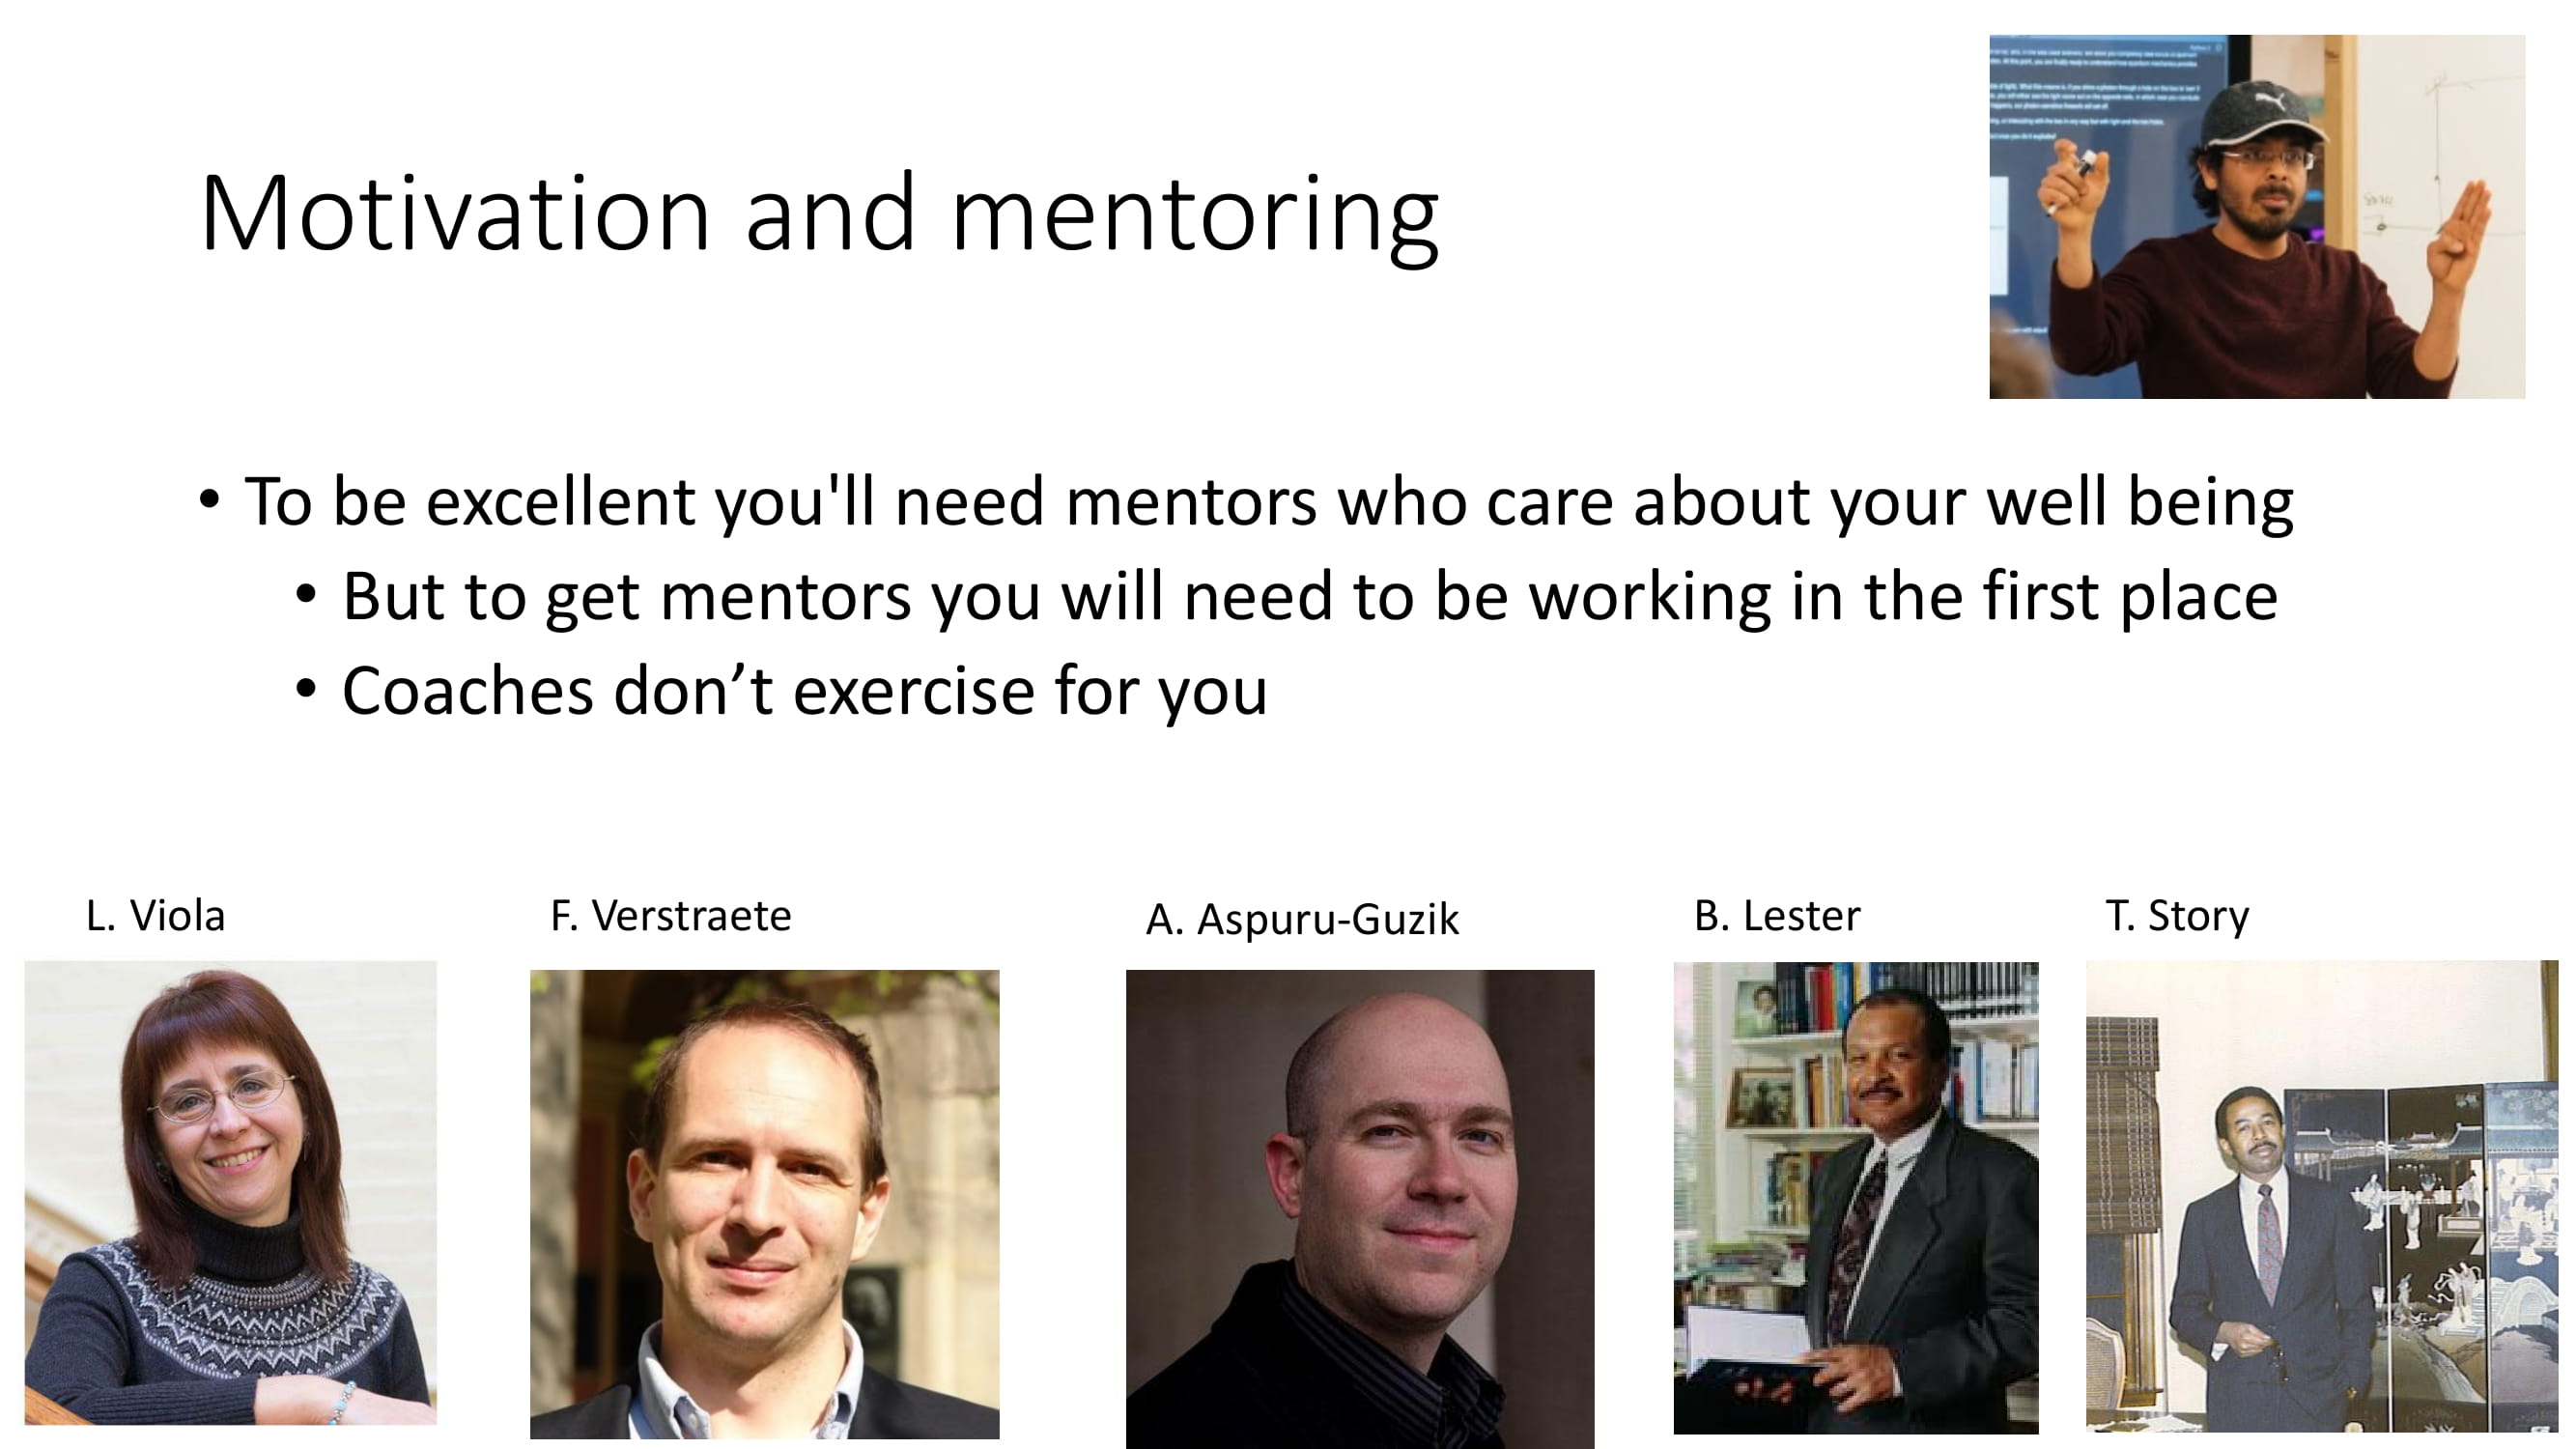 Motivation and mentoring
• To be excellent you'll need mentors who care about your well being
• But to get mentors you will need to be working in the first place
• Coaches don’t exercise for you
L. Viola
F. Verstraete
A. Aspuru-Guzik
B. Lester
T. Story